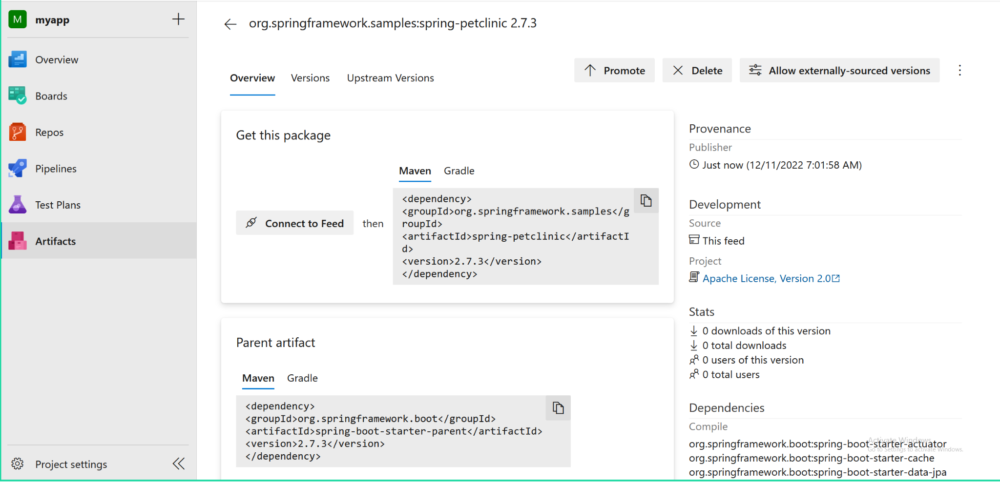 M myapp
Overview
Boards
Repos
Pipelines
Test Plans
Artifacts
Project settings
org.springframework.samples:spring-petclinic 2.7.3
Overview Versions Upstream Versions
Promote Delete Allow externally-sourced versions
Get this package
Maven Gradle
Connect to Feed then
<dependency>
<groupId>org.springframework.samples</g
roupId>
<artifactId>spring-petclinic</artifactI
d>
<version>2.7.3</version>
</dependency>
Parent artifact
Maven Gradle
<dependency>
<groupId>org.springframework.boot</groupId>
<artifactId>spring-boot-starter-parent</artifactId>
<version>2.7.3</version>
</dependency>
Provenance
Publisher
Just now (12/11/2022 7:01:58 AM)
Development
Source
This feed
Project
Apache License, Version 2.0
Stats
0 downloads of this version
0 total downloads
0 users of this version
0 total users
Dependencies
Compile
org.springframework.boot:spring-boot-starter-actuator
org.springframework.boot:spring-boot-starter-cache
org.springframework.boot:spring-boot-starter-data-jpa
Activate Windows
Go to Settings to activate Windows.